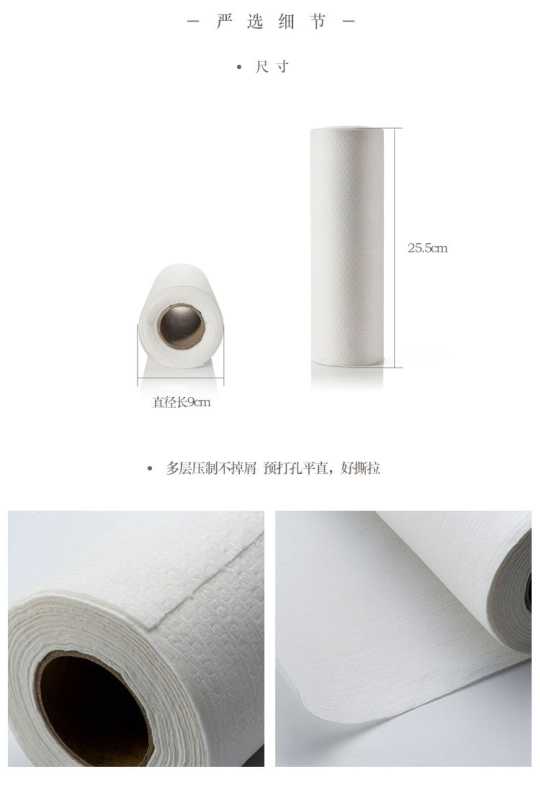 — 严选细节 —
• 尺寸
25.5cm
直径长9cm
• 多层压制不掉屑 预打孔平直，好撕拉